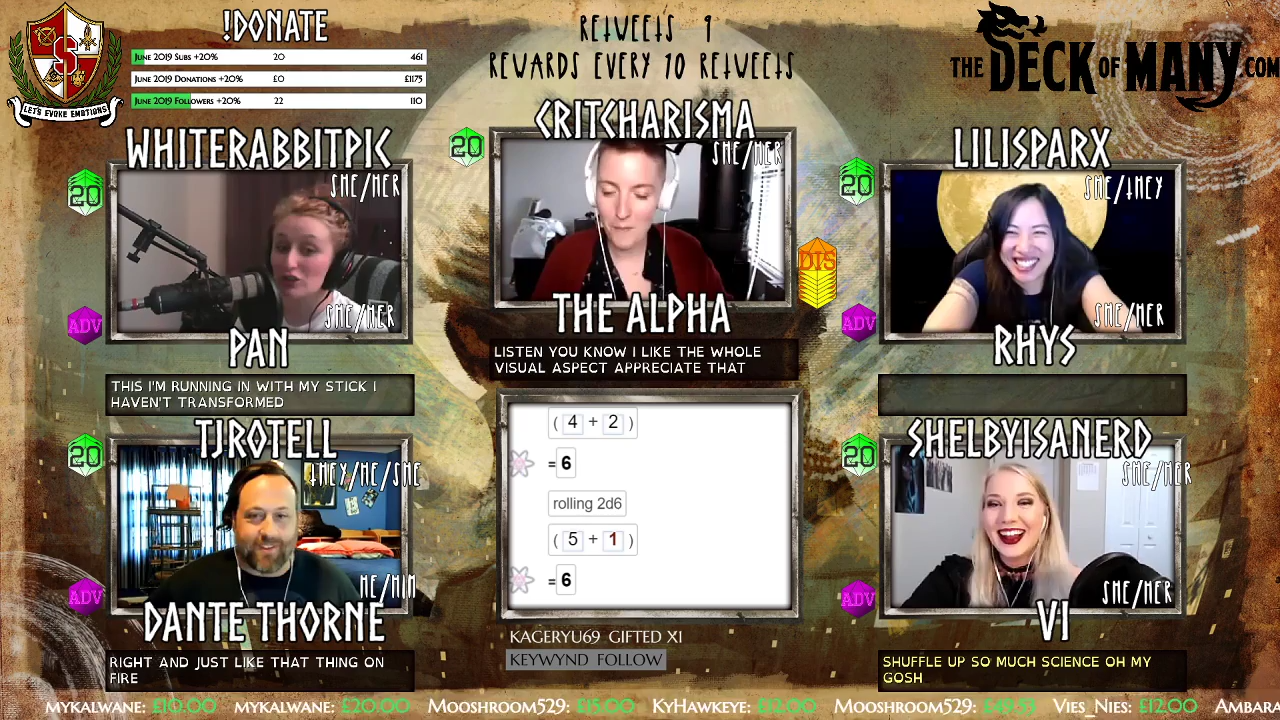 !DONATE
JUNE 2019 SUBS +20% 20 461
JUNE 2019 DONATIONS +20% £0 £1175
JUNE 2019 FOLLOWERS +20% 22 110
S
LET'S EVOKE EMOTIONS
RETWEETS 9
REWARDS EVERY 10 RETWEETS
THE DECK OF MANY.COM
WHITERABBITPIC
SHE/HER
20
ADV
SHE/HER
PAN
THIS I'M RUNNING IN WITH MY STICK I
HAVEN'T TRANSFORMED
CRITCHARISMA
SHE/HER
20
DIS
THE ALPHA
LISTEN YOU KNOW I LIKE THE WHOLE
VISUAL ASPECT APPRECIATE THAT
LILISPARX
SHE/THEY
20
ADV
SHE/HER
RHYS
TJROTELL
THEY/HE/SHE
20
ADV
HE/HIM
DANTE THORNE
RIGHT AND JUST LIKE THAT THING ON
FIRE
( 4 + 2 )
= 6
rolling 2d6
( 5 + 1 )
= 6
KAGERYU69 GIFTED X1
KEYWYND FOLLOW
SHELBYISANERD
SHE/HER
20
ADV
SHE/HER
VI
SHUFFLE UP SO MUCH SCIENCE OH MY
GOSH
MYKALWANE: £10.00 MYKALWANE: £20.00 MOOSHROOM529: £15.00 KYHAWKEYE: £12.00 MOOSHROOM529: £49.53 VIES_NIES: £12.00 AMBARA